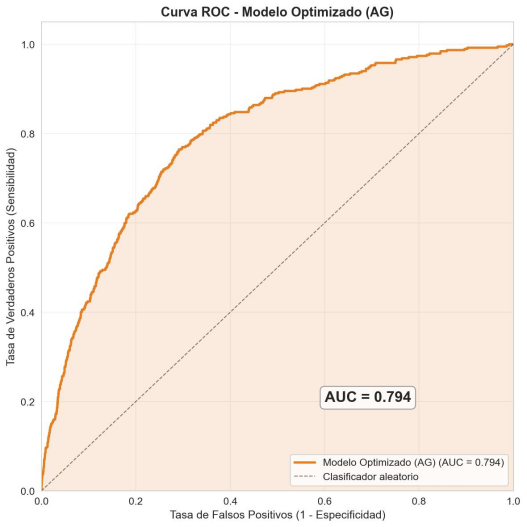 Curva ROC - Modelo Optimizado (AG)
Tasa de Verdaderos Positivos (Sensibilidad)
1.0
0.8
0.6
0.4
0.2
0.0
AUC = 0.794
Modelo Optimizado (AG) (AUC = 0.794)
Clasificador aleatorio
0.0 0.2 0.4 0.6 0.8 1.0
Tasa de Falsos Positivos (1 - Especificidad)